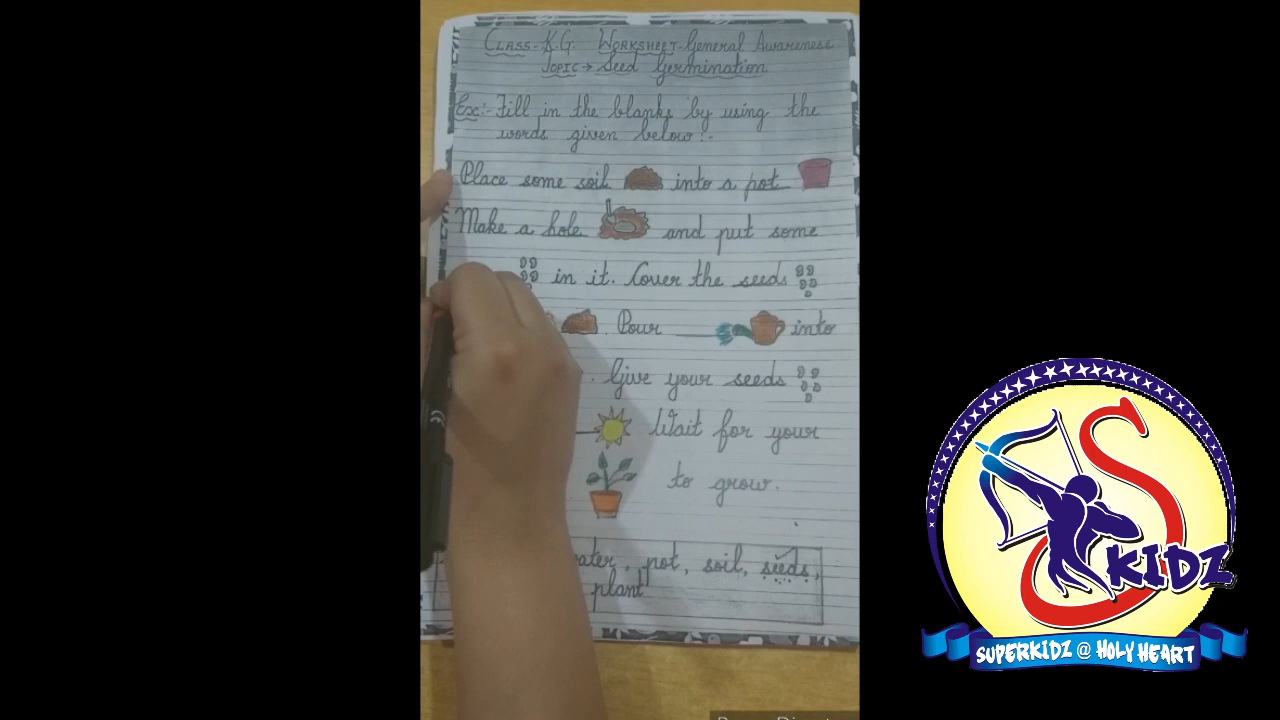 Class-K.G. Worksheet-General Awareness
Topic→ Seed Germination
Ex:- Fill in the blanks by using the
words given below:-
Place some soil into a pot
Make a hole and put some
in it. Cover the seeds
. Pour ____ into
. Give your seeds
Wait for your
to grow.
pot, soil, seeds,
plant
S
KIDZ
SUPERKIDZ @ HOLY HEART